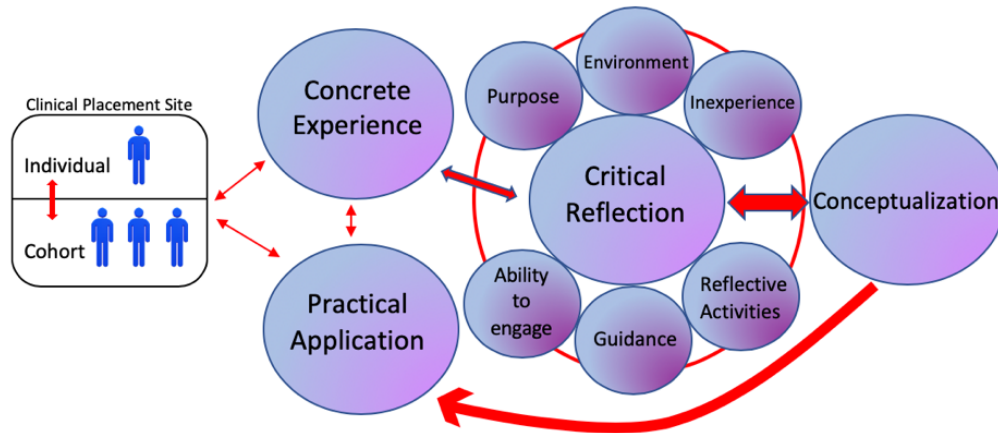 Clinical Placement Site
Individual
Cohort
Concrete
Experience
Practical
Application
Purpose
Environment
Inexperience
Critical
Reflection
Ability
to
engage
Guidance
Reflective
Activities
Conceptualization